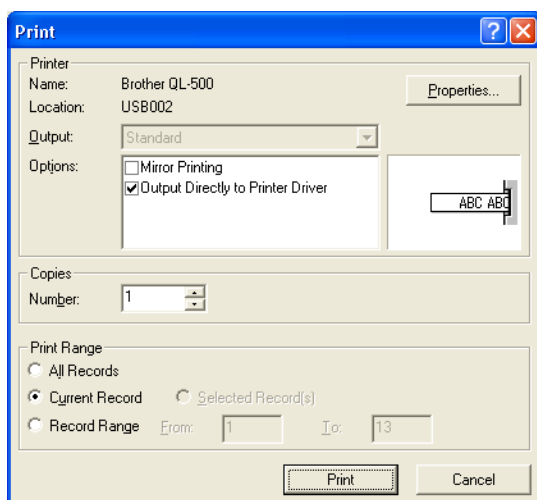 Print
Printer
Name: Brother QL-500
Properties...
Location: USB002
Output: Standard
Options: Mirror Printing
Output Directly to Printer Driver
ABC ABC
Copies
Number: 1
Print Range
All Records
Current Record Selected Record(s)
Record Range From: 1 To: 13
Print Cancel